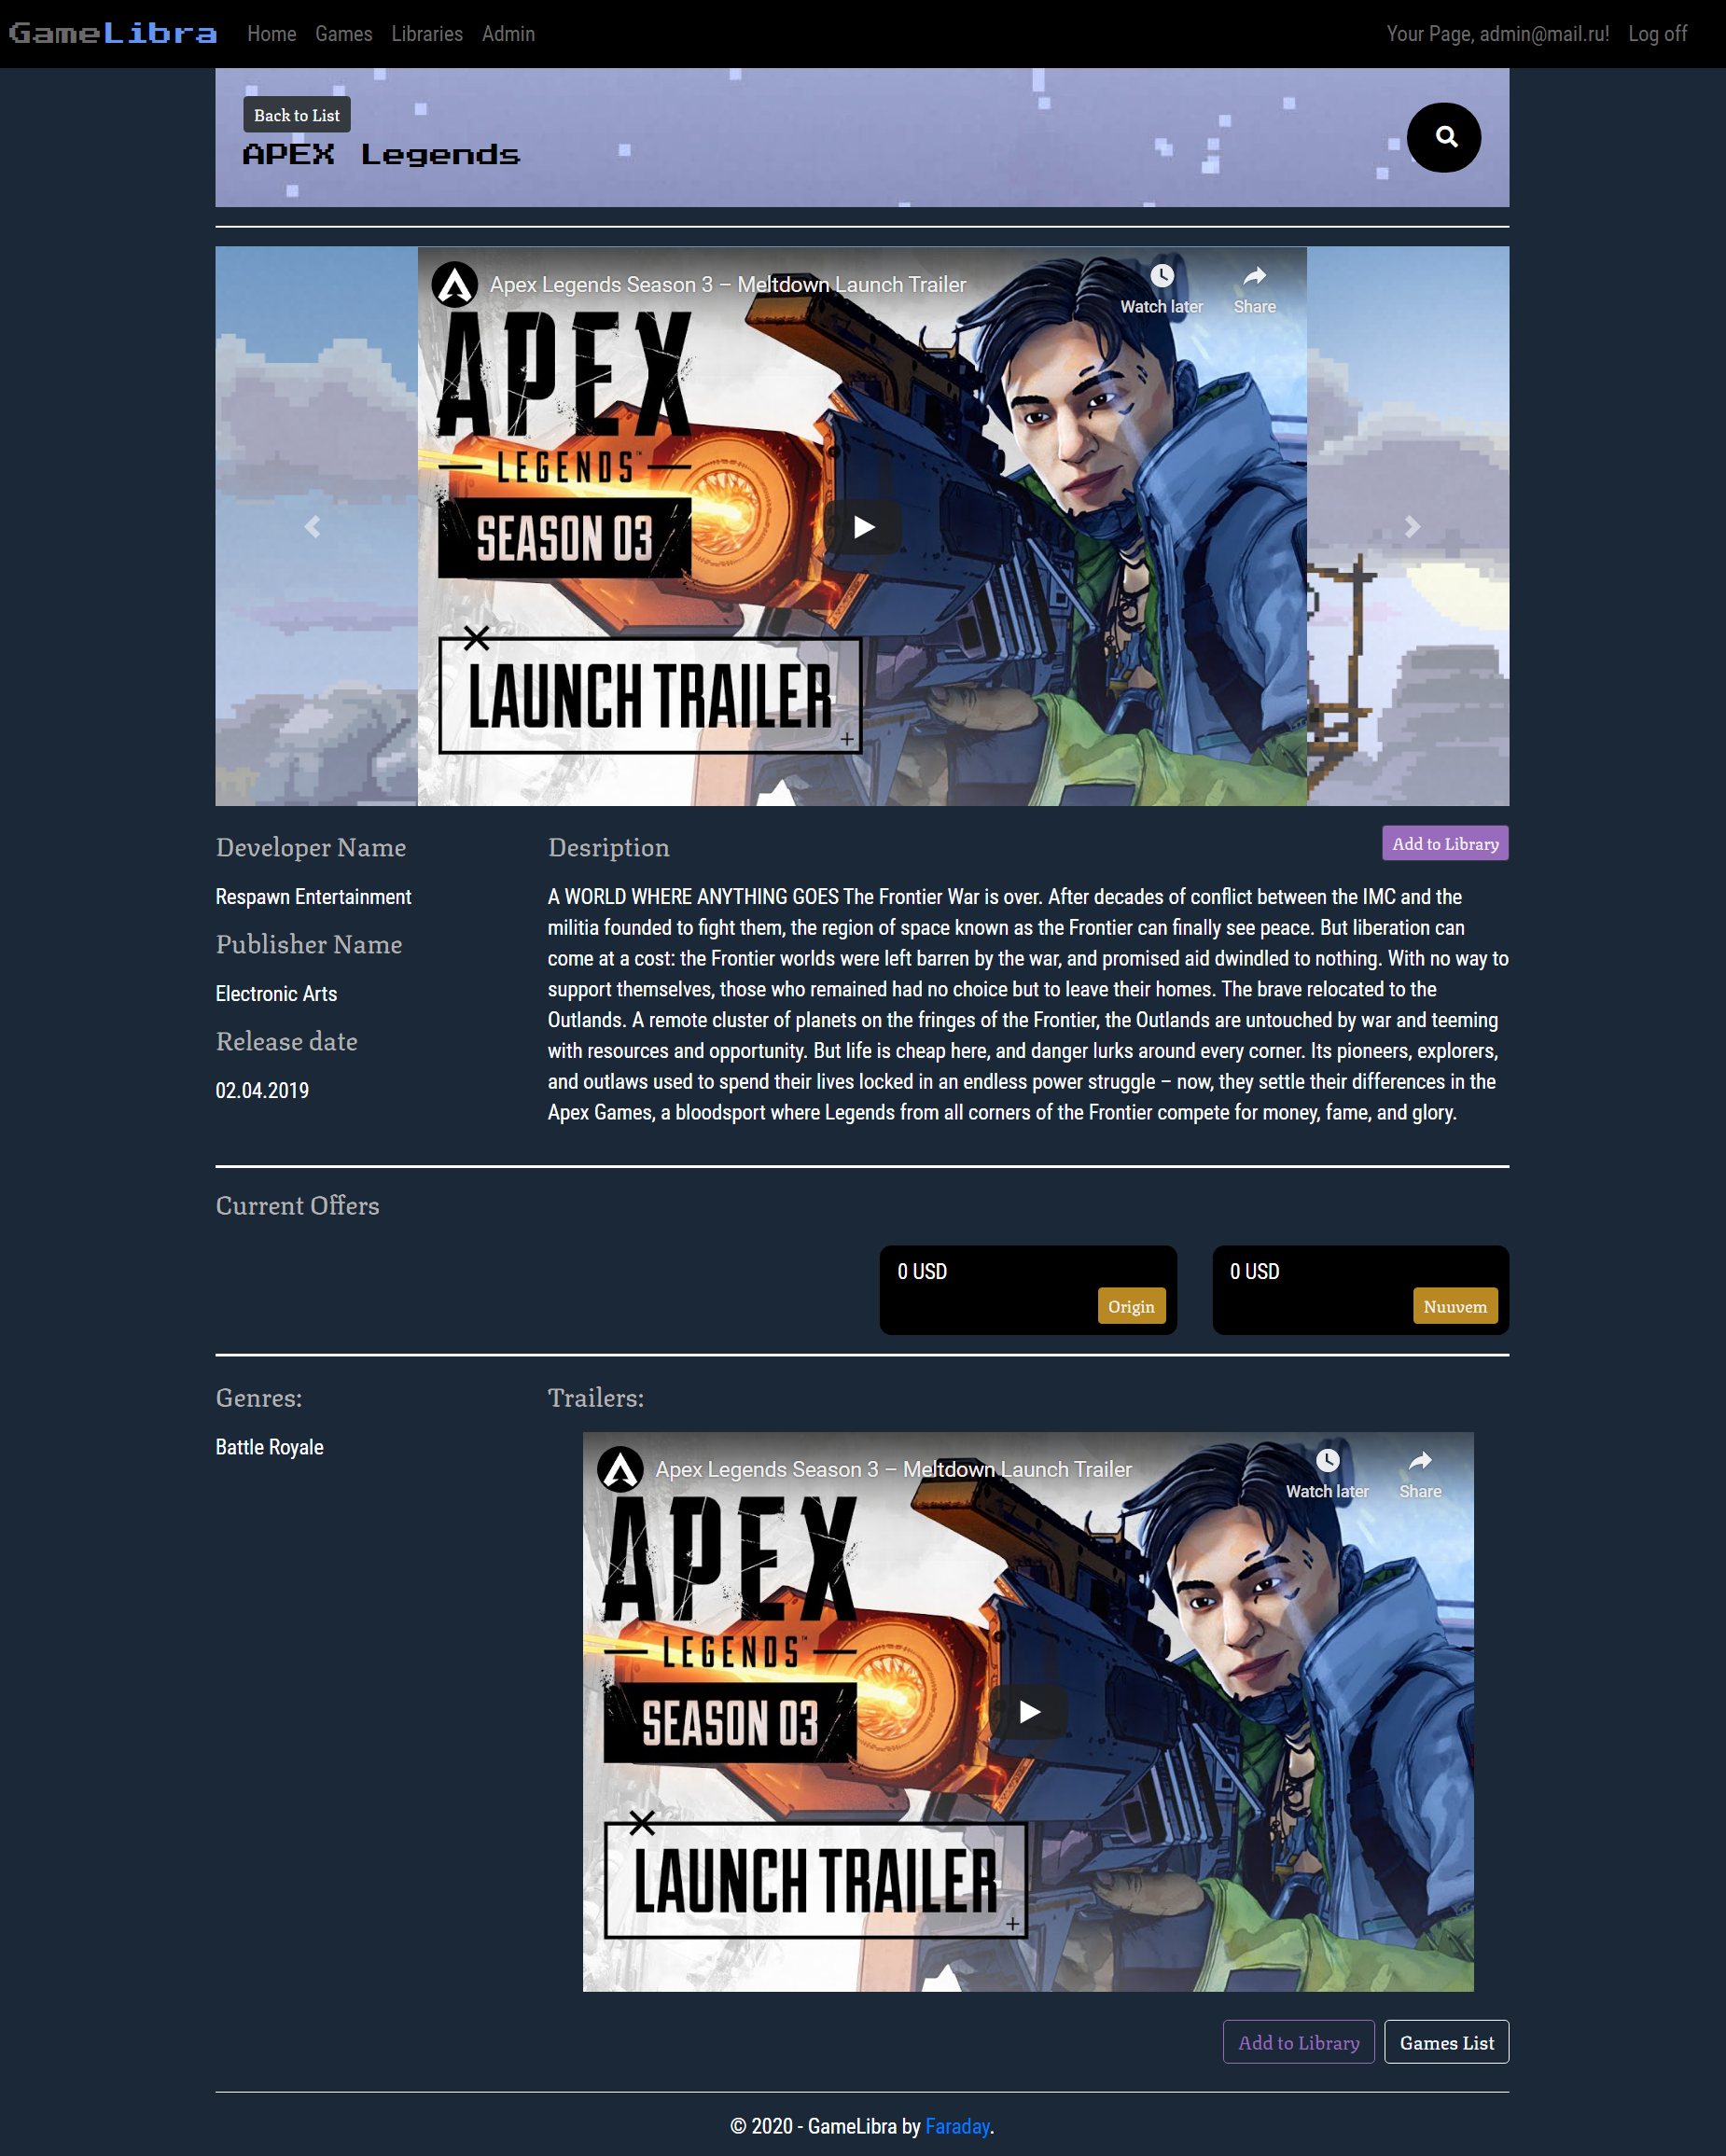 GameLibra Home Games Libraries Admin Your Page, admin@mail.ru! Log off
Back to List
APEX Legends
Apex Legends Season 3 – Meltdown Launch Trailer
Watch later Share
APEX
LEGENDS
SEASON 03
LAUNCH TRAILER
Developer Name
Respawn Entertainment
Publisher Name
Electronic Arts
Release date
02.04.2019
Desription
Add to Library
A WORLD WHERE ANYTHING GOES The Frontier War is over. After decades of conflict between the IMC and the
militia founded to fight them, the region of space known as the Frontier can finally see peace. But liberation can
come at a cost: the Frontier worlds were left barren by the war, and promised aid dwindled to nothing. With no way to
support themselves, those who remained had no choice but to leave their homes. The brave relocated to the
Outlands. A remote cluster of planets on the fringes of the Frontier, the Outlands are untouched by war and teeming
with resources and opportunity. But life is cheap here, and danger lurks around every corner. Its pioneers, explorers,
and outlaws used to spend their lives locked in an endless power struggle – now, they settle their differences in the
Apex Games, a bloodsport where Legends from all corners of the Frontier compete for money, fame, and glory.
Current Offers
0 USD
Origin
0 USD
Nuuvem
Genres:
Battle Royale
Trailers:
Apex Legends Season 3 – Meltdown Launch Trailer
Watch later Share
APEX
LEGENDS
SEASON 03
LAUNCH TRAILER
Add to Library Games List
© 2020 - GameLibra by Faraday.